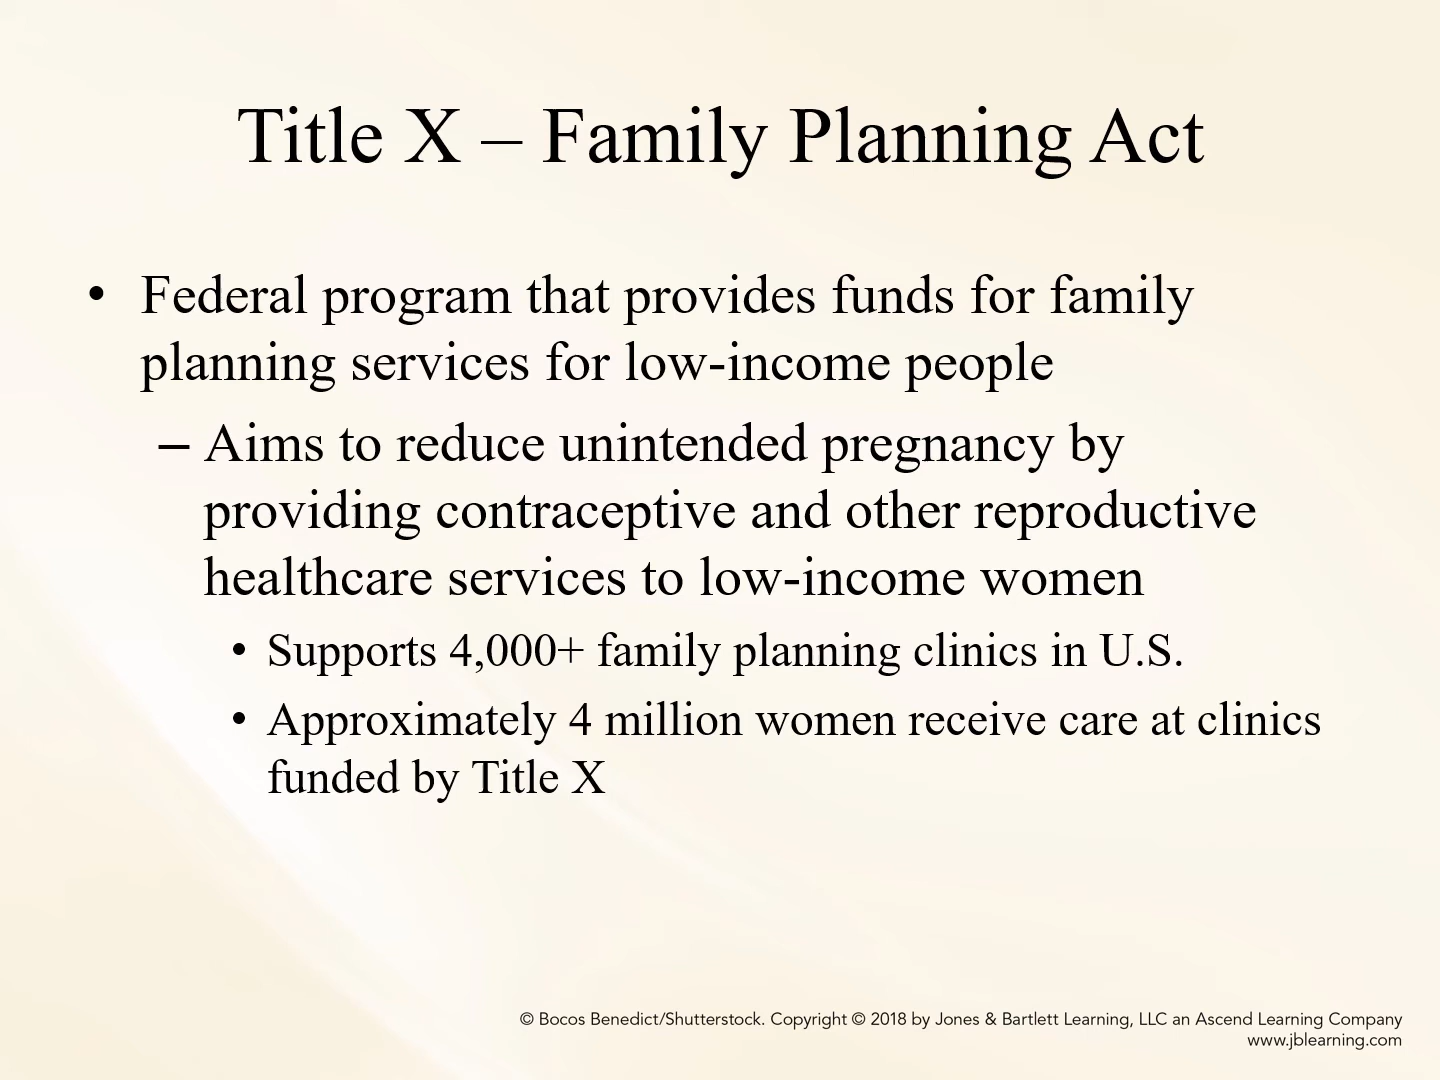 Title X – Family Planning Act
• Federal program that provides funds for family
planning services for low-income people
– Aims to reduce unintended pregnancy by
providing contraceptive and other reproductive
healthcare services to low-income women
• Supports 4,000+ family planning clinics in U.S.
• Approximately 4 million women receive care at clinics
funded by Title X
© Bocos Benedict/Shutterstock. Copyright © 2018 by Jones & Bartlett Learning, LLC an Ascend Learning Company
www.jblearning.com